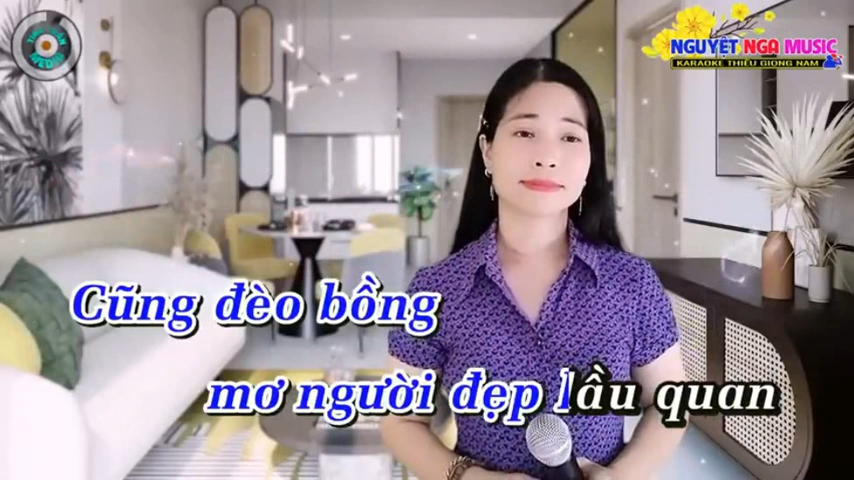 NGUYỆT NGA MUSIC
KARAOKE THIẾU GIỌNG NAM
Cũng đèo bồng
mơ người đẹp lầu quan